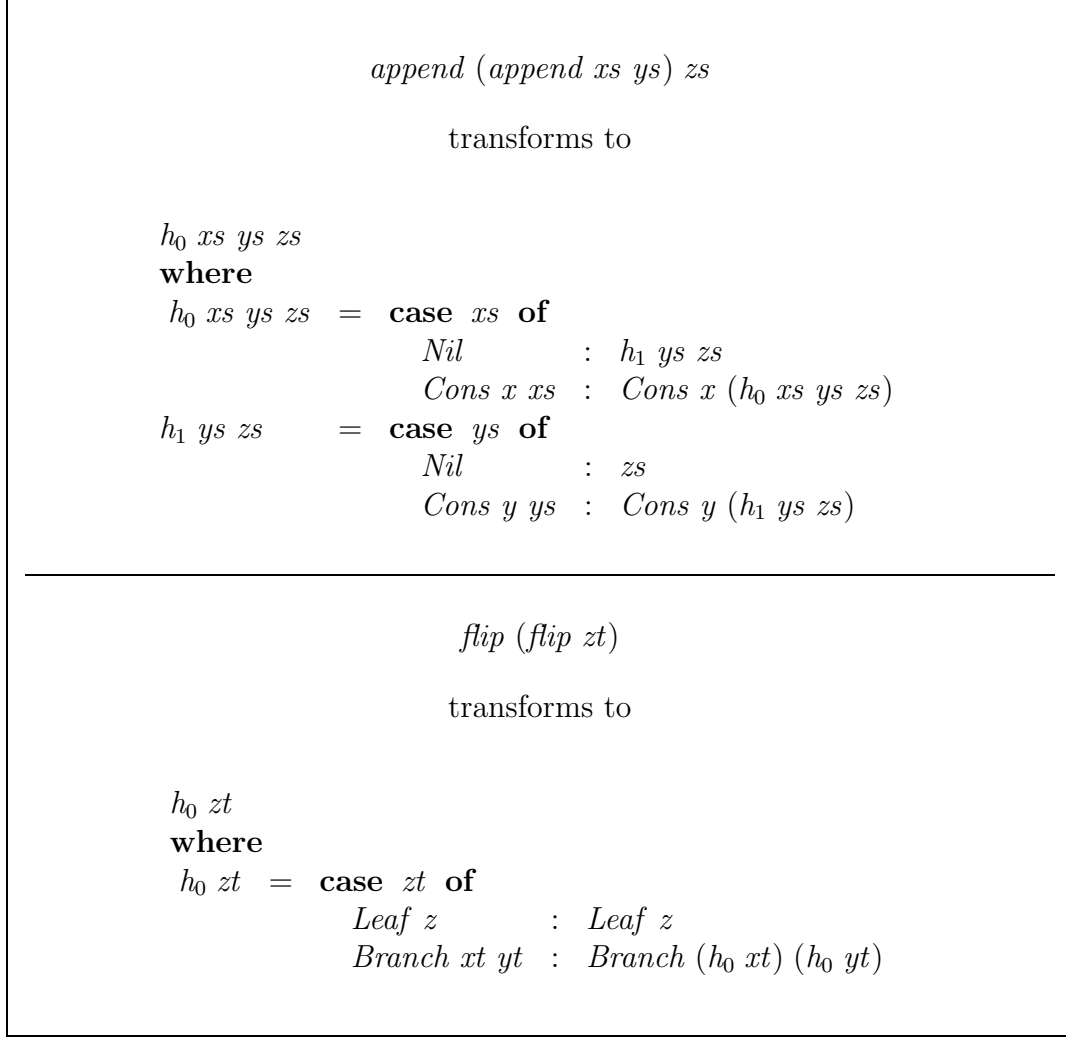 append (append xs ys) zs
transforms to
h₀ xs ys zs
where
h₀ xs ys zs = case xs of
Nil : h₁ ys zs
Cons x xs : Cons x (h₀ xs ys zs)
h₁ ys zs = case ys of
Nil : zs
Cons y ys : Cons y (h₁ ys zs)
flip (flip zt)
transforms to
h₀ zt
where
h₀ zt = case zt of
Leaf z : Leaf z
Branch xt yt : Branch (h₀ xt) (h₀ yt)